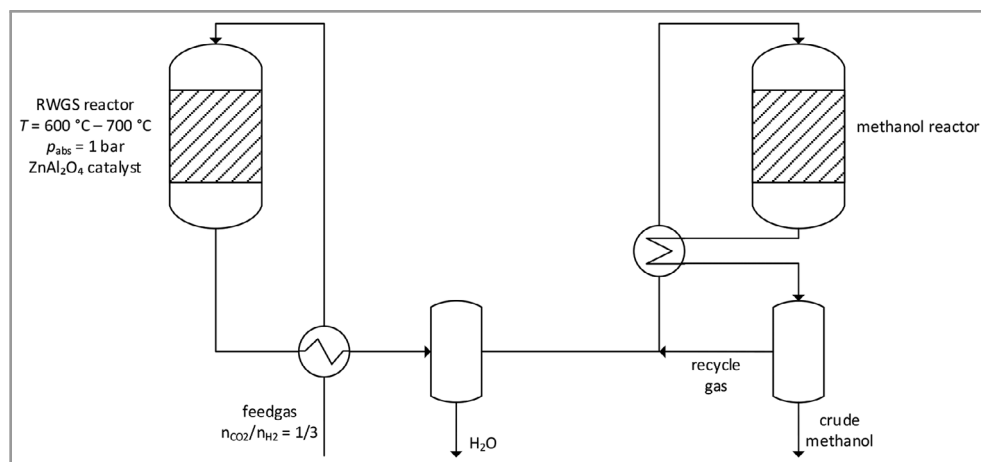 RWGS reactor
T = 600 °C – 700 °C
pabs = 1 bar
ZnAl₂O₄ catalyst
methanol reactor
recycle
gas
feedgas
nCO2/nH2 = 1/3
H₂O
crude
methanol